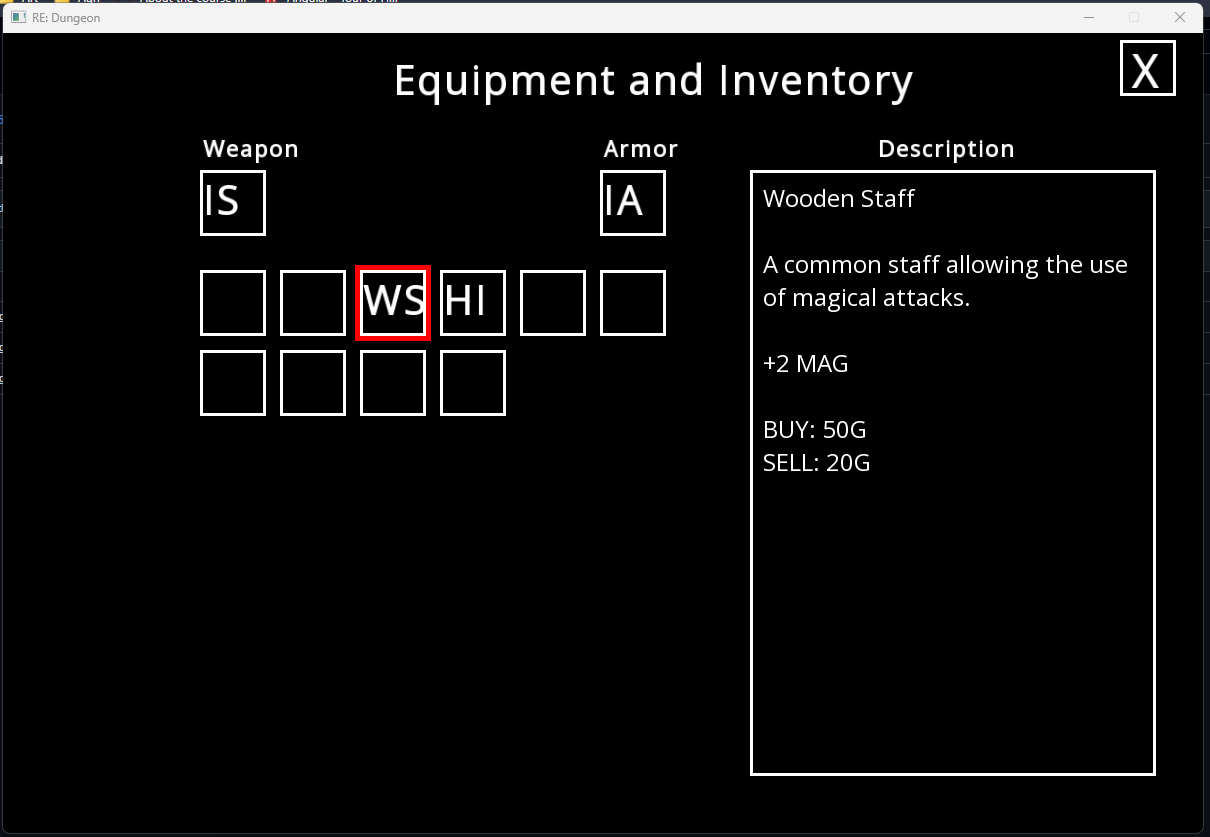 RE: Dungeon
Equipment and Inventory
X
Weapon
Armor
Description
IS
IA
WS
HI
Wooden Staff
A common staff allowing the use
of magical attacks.
+2 MAG
BUY: 50G
SELL: 20G